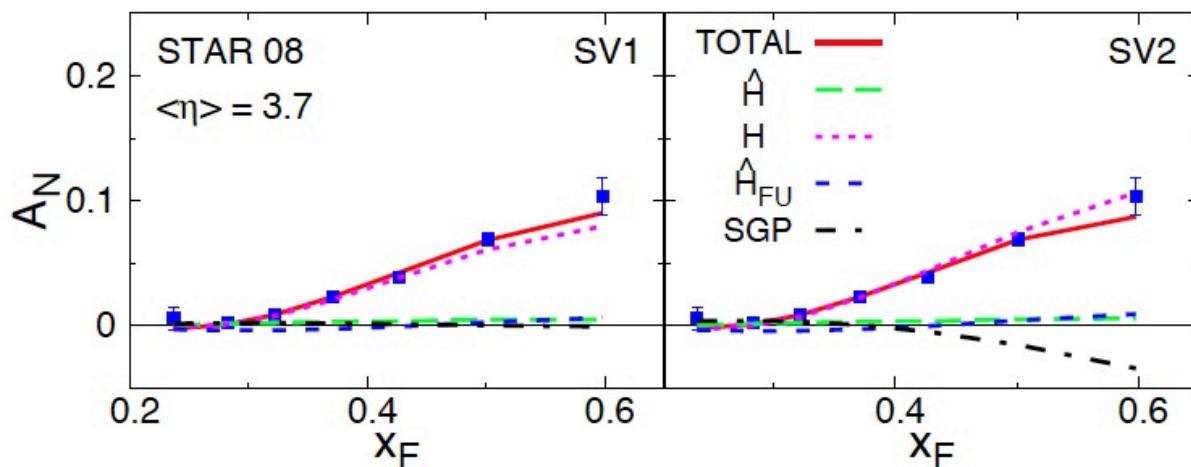 STAR 08
SV1
<η> = 3.7
TOTAL
Ĥ
H
Ĥ_FU
SGP
SV2
A_N
0.2
0.1
0
0.2
0.4
0.6
0.4
0.6
x_F
x_F